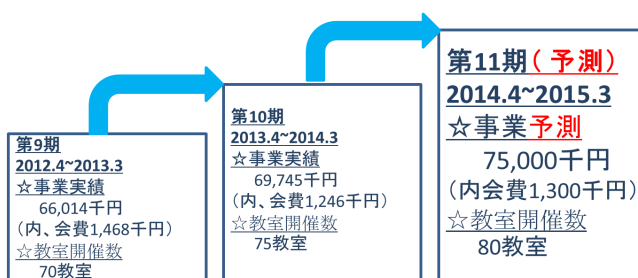 第9期
2012.4~2013.3
☆事業実績
66,014千円
(内、会費1,468千円)
☆教室開催数
70教室
第10期
2013.4~2014.3
☆事業実績
69,745千円
(内、会費1,246千円)
☆教室開催数
75教室
第11期(予測)
2014.4~2015.3
☆事業予測
75,000千円
(内会費1,300千円)
☆教室開催数
80教室